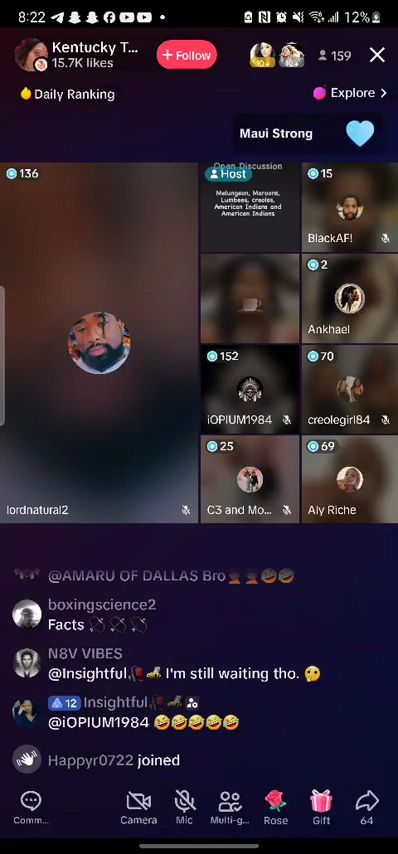 8:22
12%
Kentucky T...
15.7K likes
+ Follow
10↓
10↓
159
Daily Ranking
Explore >
Maui Strong
136
Host
Open Discussion
Melungeon, Maroons,
Lumbees, creoles,
American Indians and
American Indians
15
BlackAF!
2
Ankhael
152
iOPIUM1984
70
creolegirl84
lordnatural2
25
C3 and Mo...
69
Aly Riche
@AMARU OF DALLAS Bro🤦🏾🤦🏾🤣🤣
boxingscience2
Facts 🏹🏹🏹
N8V VIBES
@Insightful🥀🦽 I'm still waiting tho. 🤔
12 Insightful🥀🦽
@iOPIUM1984 🤣🤣🤣🤣🤣
Happyr0722 joined
Comm...
Camera
Mic
Multi-g...
Rose
Gift
64